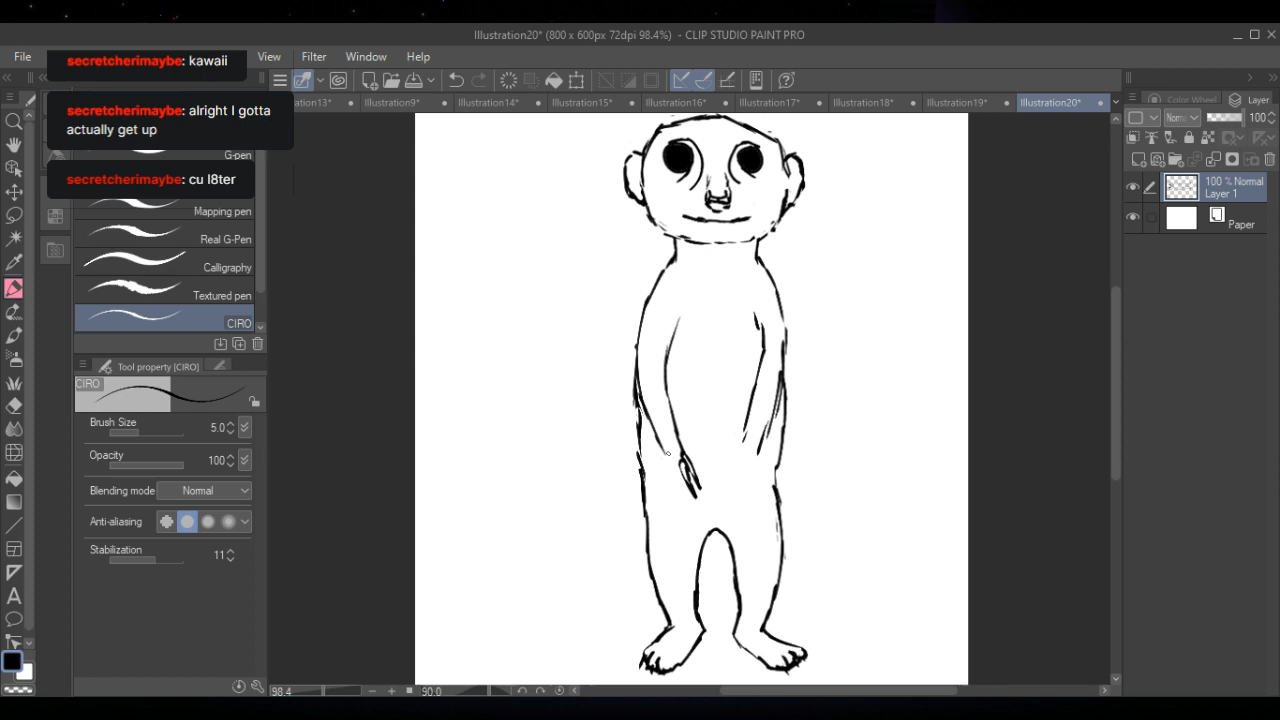 Illustration20* (800 x 600px 72dpi 98.4%) - CLIP STUDIO PAINT PRO
File View Filter Window Help
secretcherimaybe: kawaii
secretcherimaybe: alright I gotta
actually get up
secretcherimaybe: cu l8ter
Illustration9* Illustration14* Illustration15* Illustration16* Illustration17* Illustration18* Illustration19* Illustration20*
Color Wheel Layer
100
G-pen
Mapping pen
Real G-Pen
Calligraphy
Textured pen
CIRO
Tool property [CIRO]
CIRO
Brush Size 5.0
Opacity 100
Blending mode Normal
Anti-aliasing
Stabilization 11
100 % Normal
Layer 1
Paper
98.4 90.0